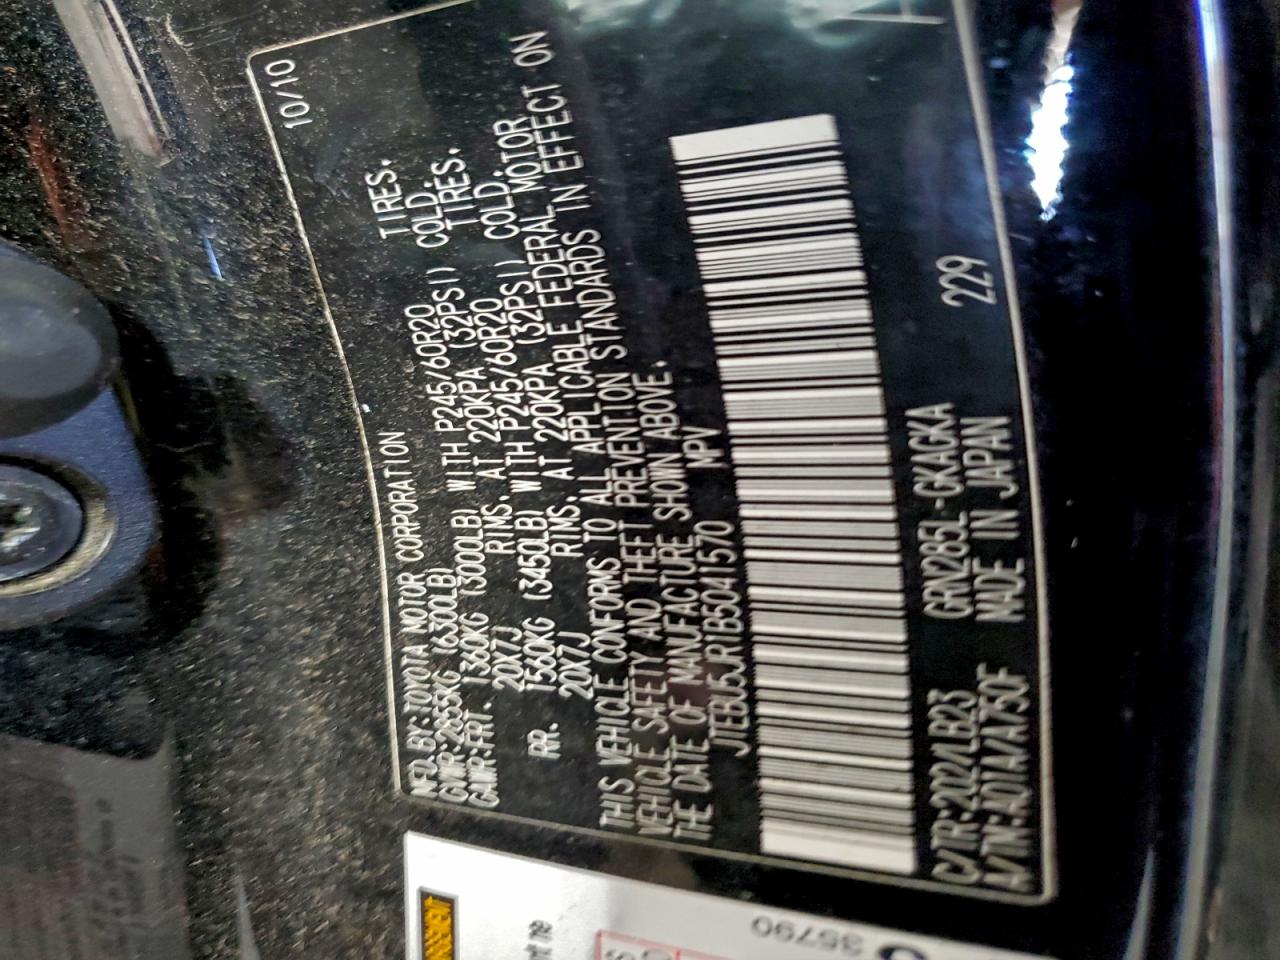 MFD.BY:TOYOTA MOTOR CORPORATION 10/10
GVWR:2855KG (6300LB)
GAWR:FRT. 1360KG (3000LB) WITH P245/60R20 TIRES.
20X7J RIMS, AT 220KPA (32PSI) COLD.
RR. 1560KG (3450LB) WITH P245/60R20 TIRES.
20X7J RIMS, AT 220KPA (32PSI) COLD.
THIS VEHICLE CONFORMS TO ALL APPLICABLE FEDERAL MOTOR
VEHICLE SAFETY AND THEFT PREVENTION STANDARDS IN EFFECT ON
THE DATE OF MANUFACTURE SHOWN ABOVE.
JTEBU5JR1B5041570 MPV
C/TR:202/LB23 GRN285L-GKAGKA 229
A/TM:A01A/A750F MADE IN JAPAN
35790